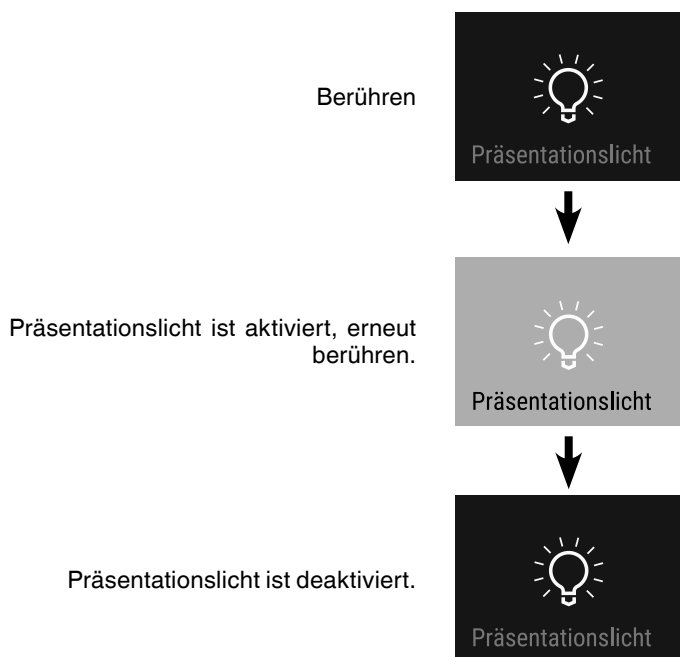 Berühren
Präsentationslicht
Präsentationslicht ist aktiviert, erneut
berühren.
Präsentationslicht
Präsentationslicht ist deaktiviert.
Präsentationslicht